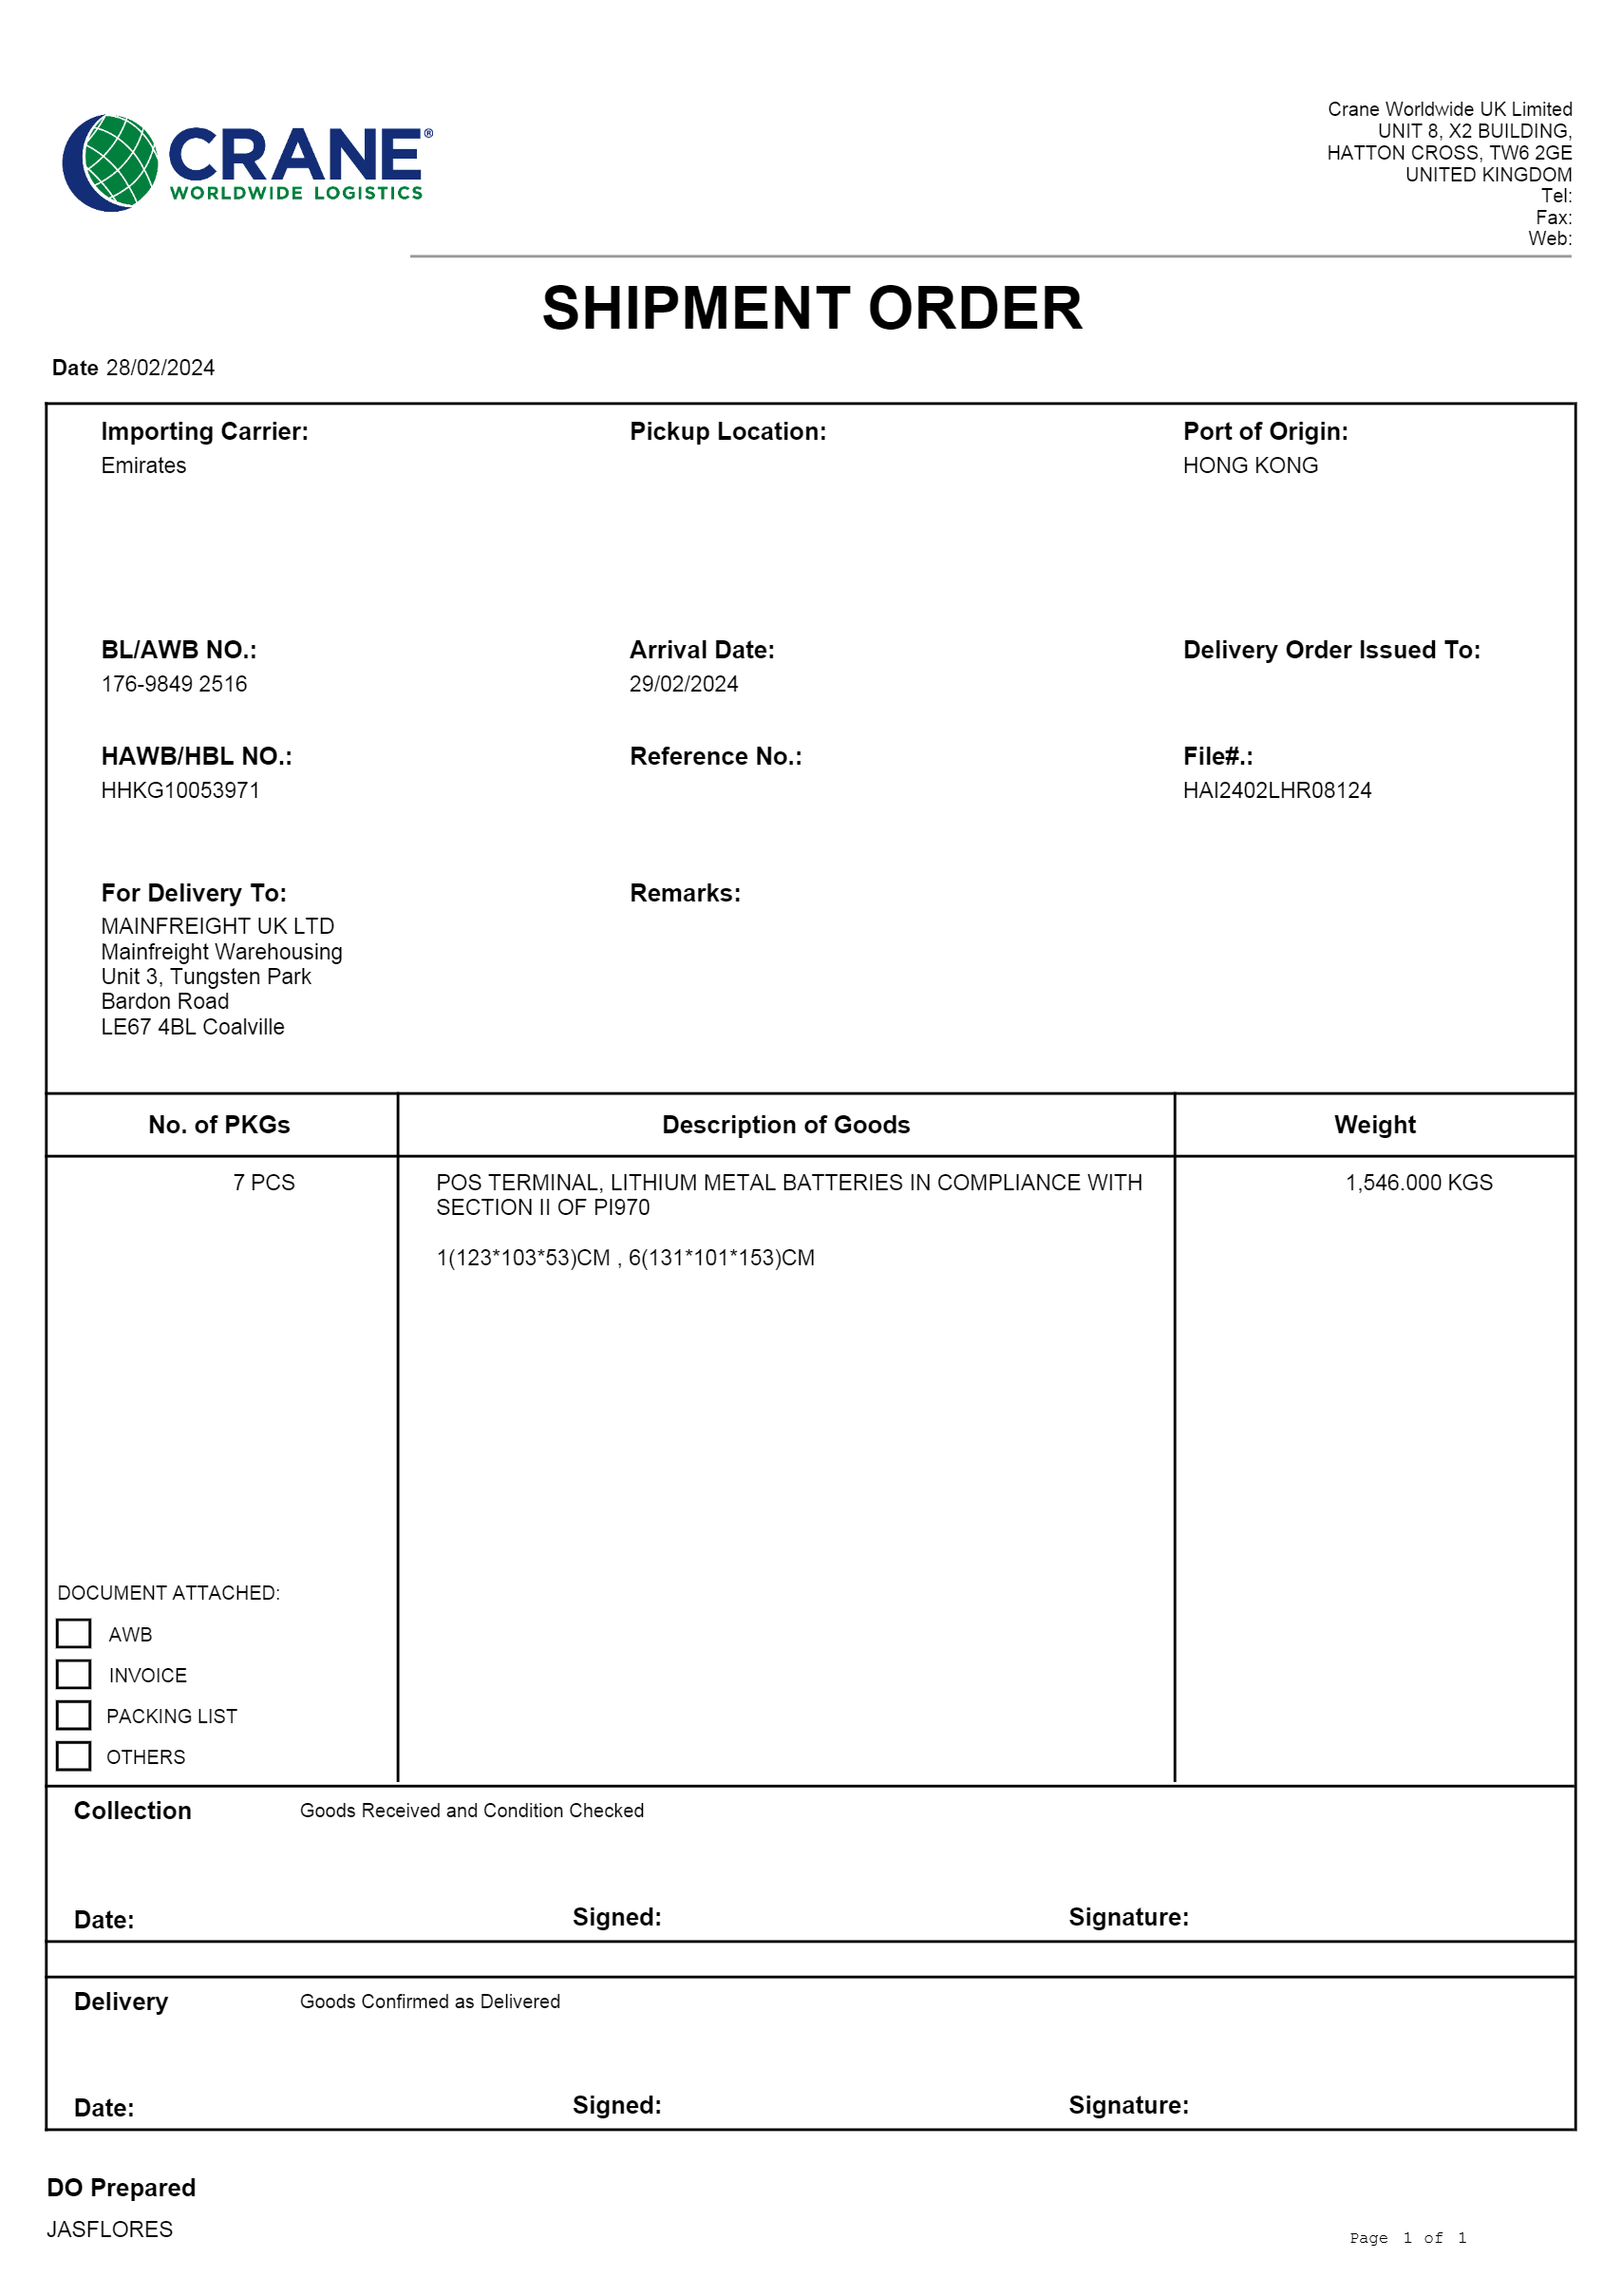 CRANE®
WORLDWIDE LOGISTICS
Crane Worldwide UK Limited
UNIT 8, X2 BUILDING,
HATTON CROSS, TW6 2GE
UNITED KINGDOM
Tel:
Fax:
Web:
SHIPMENT ORDER
Date 28/02/2024
Importing Carrier:
Emirates
Pickup Location:
Port of Origin:
HONG KONG
BL/AWB NO.:
176-9849 2516
Arrival Date:
29/02/2024
Delivery Order Issued To:
HAWB/HBL NO.:
HHKG10053971
Reference No.:
File#.:
HAI2402LHR08124
For Delivery To:
MAINFREIGHT UK LTD
Mainfreight Warehousing
Unit 3, Tungsten Park
Bardon Road
LE67 4BL Coalville
Remarks:
No. of PKGs
Description of Goods
Weight
7 PCS
POS TERMINAL, LITHIUM METAL BATTERIES IN COMPLIANCE WITH
SECTION II OF PI970
1(123*103*53)CM , 6(131*101*153)CM
1,546.000 KGS
DOCUMENT ATTACHED:
AWB
INVOICE
PACKING LIST
OTHERS
Collection
Goods Received and Condition Checked
Date:
Signed:
Signature:
Delivery
Goods Confirmed as Delivered
Date:
Signed:
Signature:
DO Prepared
JASFLORES
Page 1 of 1